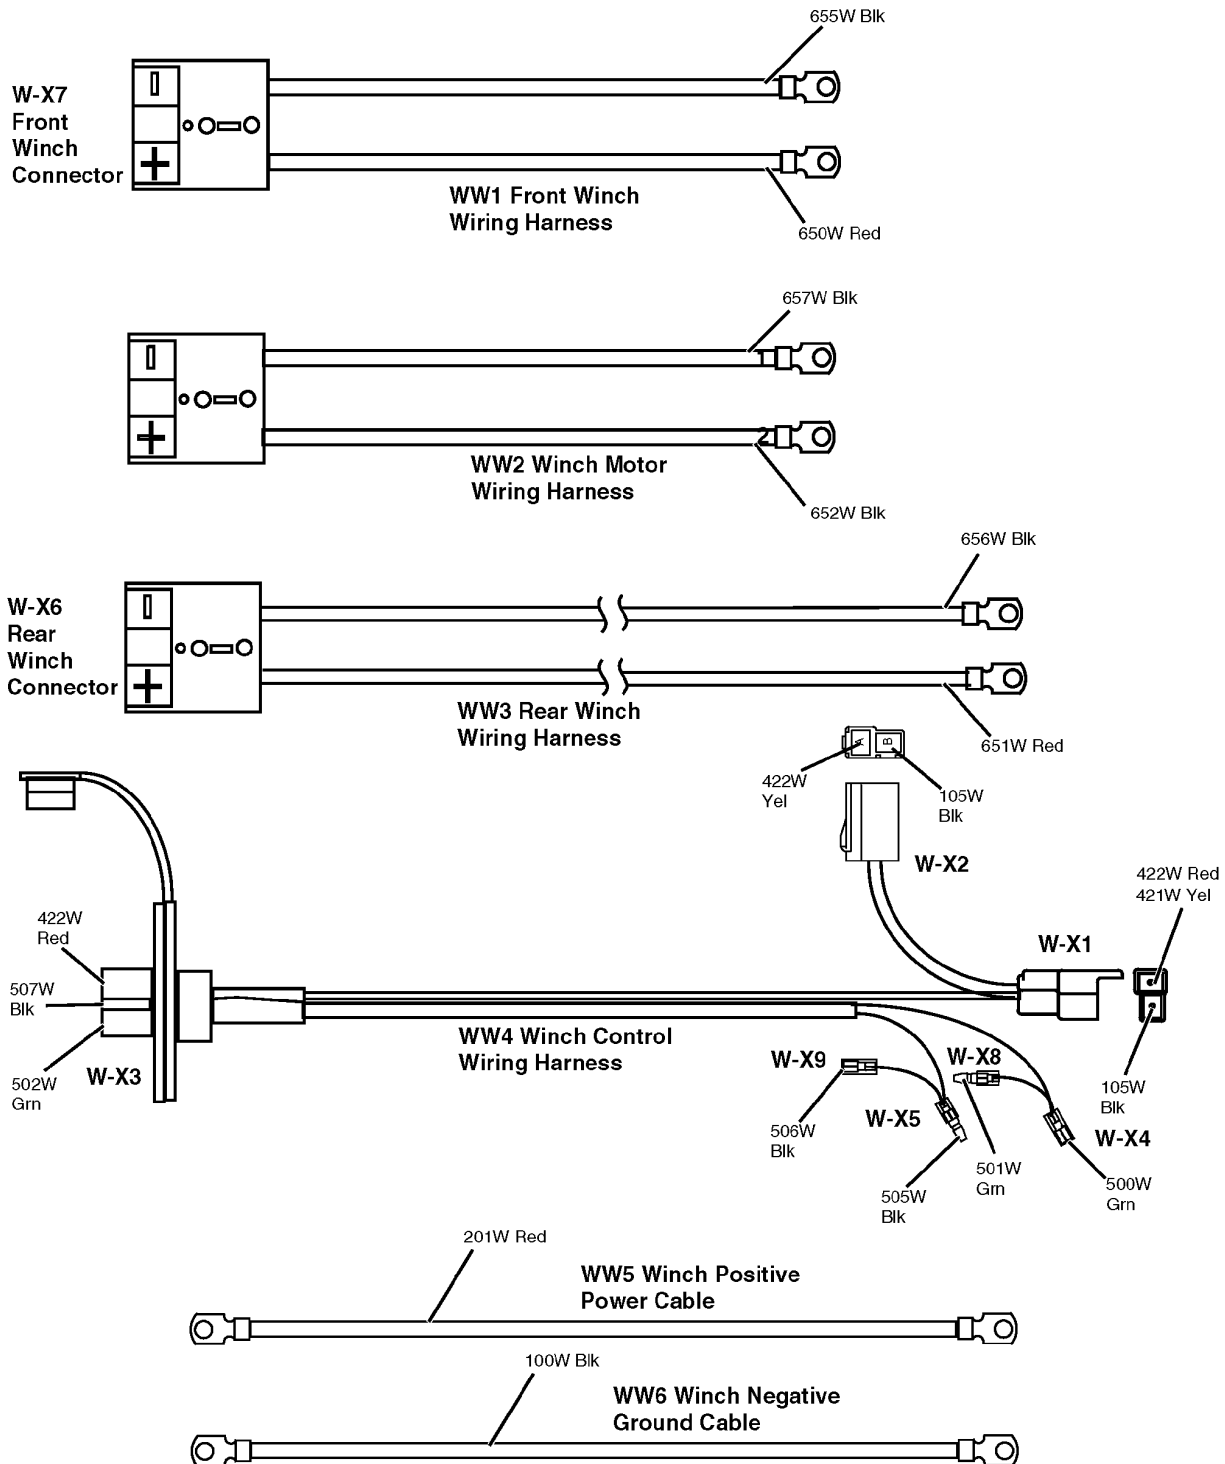 655W Blk
W-X7
Front
Winch
Connector
WW1 Front Winch
Wiring Harness
650W Red
657W Blk
WW2 Winch Motor
Wiring Harness
652W Blk
656W Blk
W-X6
Rear
Winch
Connector
WW3 Rear Winch
Wiring Harness
651W Red
A
B
422W
Yel
105W
Blk
W-X2
422W Red
421W Yel
W-X1
422W
Red
507W
Blk
502W
Grn
W-X3
WW4 Winch Control
Wiring Harness
W-X9
W-X8
105W
Blk
506W
Blk
W-X5
W-X4
501W
Grn
500W
Grn
505W
Blk
201W Red
WW5 Winch Positive
Power Cable
100W Blk
WW6 Winch Negative
Ground Cable